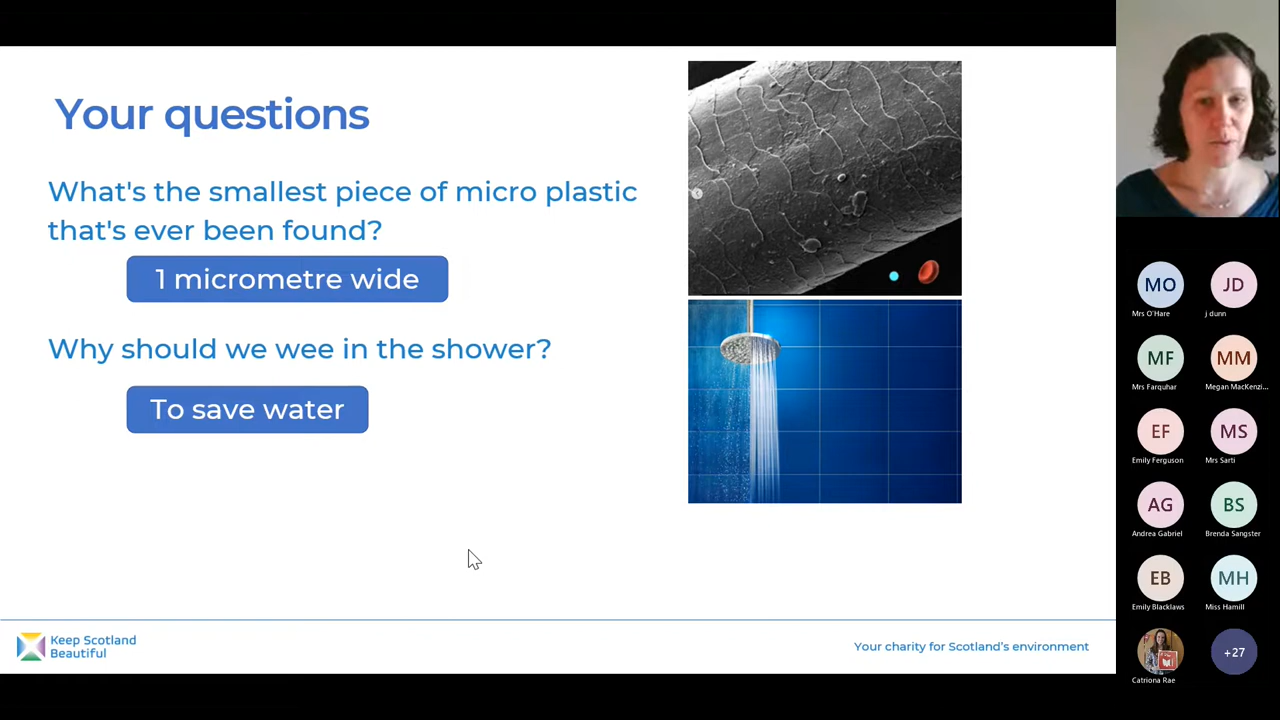 Your questions
What's the smallest piece of micro plastic
that's ever been found?
1 micrometre wide
Why should we wee in the shower?
To save water
Keep Scotland
Beautiful
Your charity for Scotland's environment
MO
JD
Mrs O'Hare
j dunn
MF
MM
Mrs Farquhar
Megan MacKenzi...
EF
MS
Emily Ferguson
Mrs Sarti
AG
BS
Andrea Gabriel
Brenda Sangster
EB
MH
Emily Blacklaws
Miss Hamill
+27
Catriona Rae